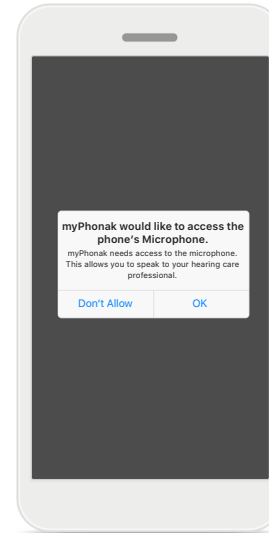 myPhonak would like to access the
phone's Microphone.
myPhonak needs access to the microphone.
This allows you to speak to your hearing care
professional.
Don't Allow
OK